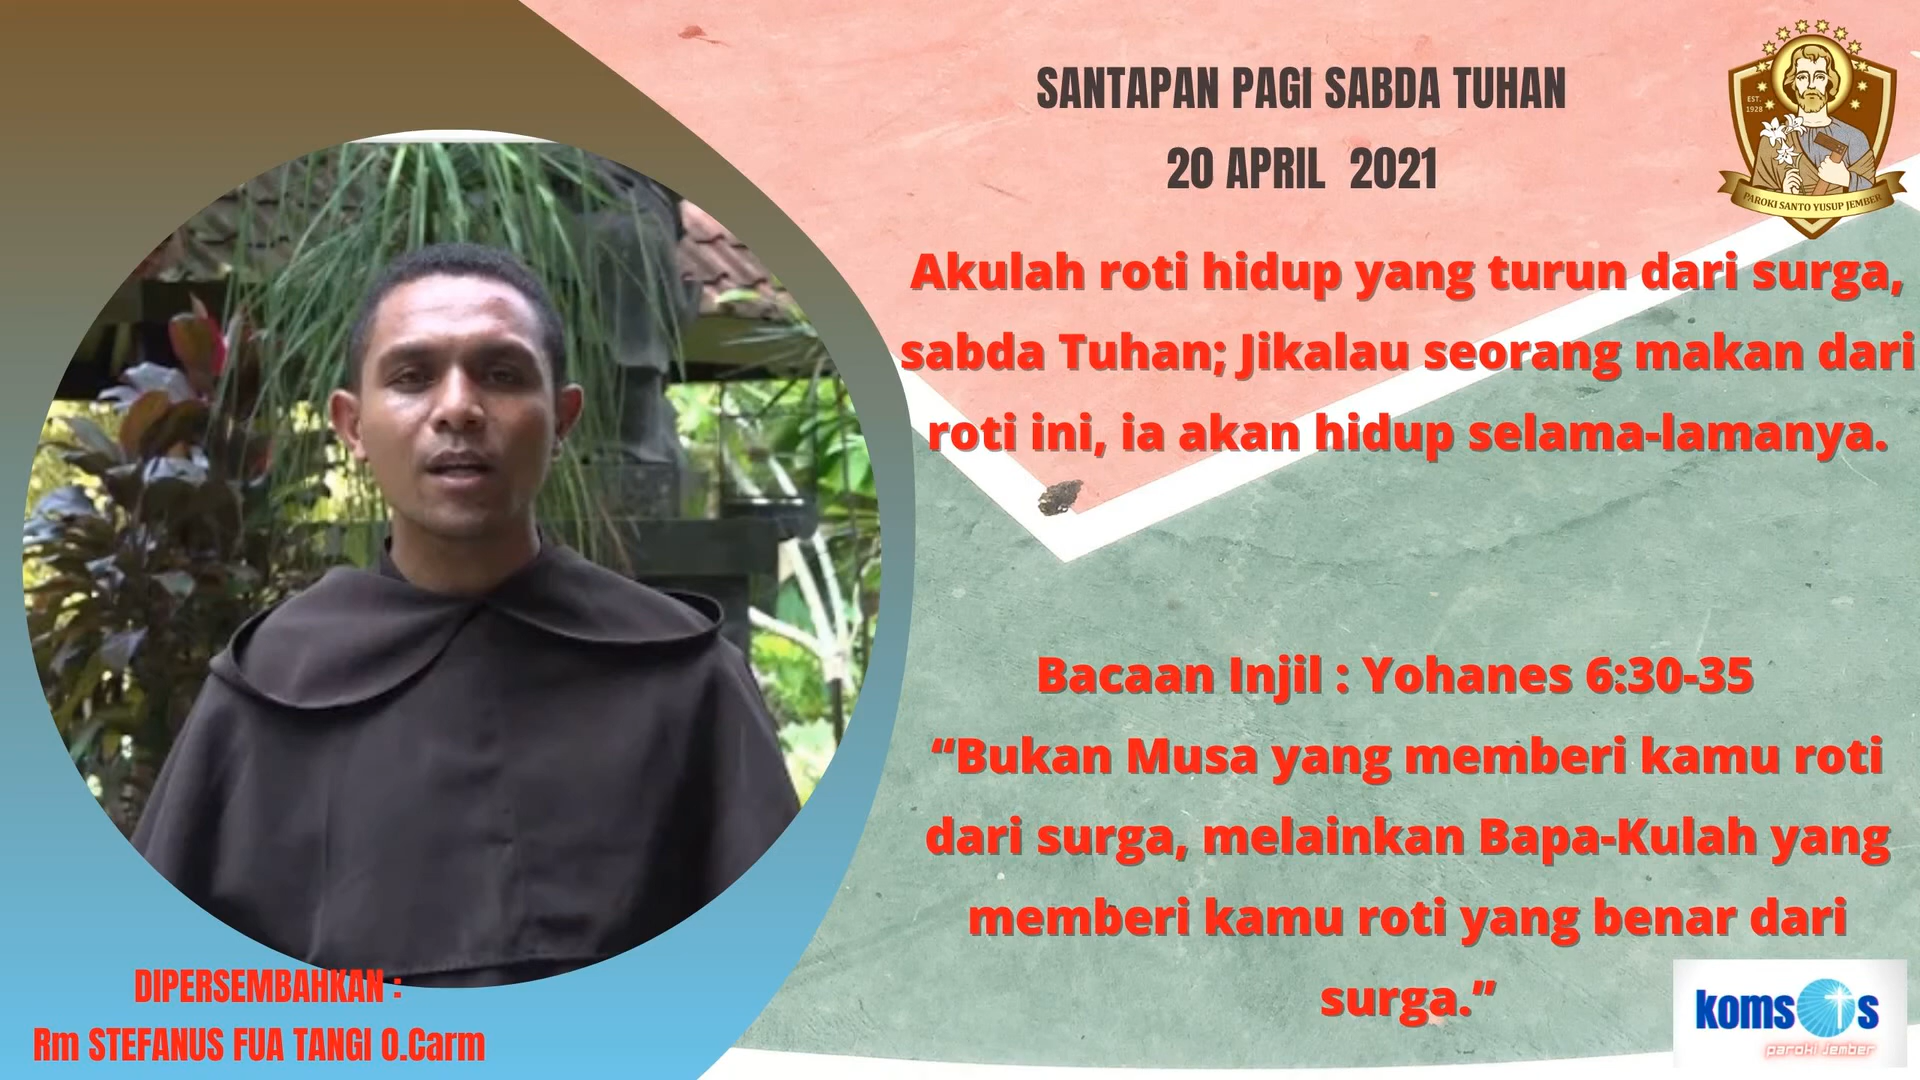 SANTAPAN PAGI SABDA TUHAN
20 APRIL 2021
EST.
1928
PAROKI SANTO YUSUP JEMBER
Akulah roti hidup yang turun dari surga,
sabda Tuhan; Jikalau seorang makan dari
roti ini, ia akan hidup selama-lamanya.
Bacaan Injil : Yohanes 6:30-35
“Bukan Musa yang memberi kamu roti
dari surga, melainkan Bapa-Kulah yang
memberi kamu roti yang benar dari
surga.”
DIPERSEMBAHKAN :
Rm STEFANUS FUA TANGI O.Carm
komsos
paroki jember